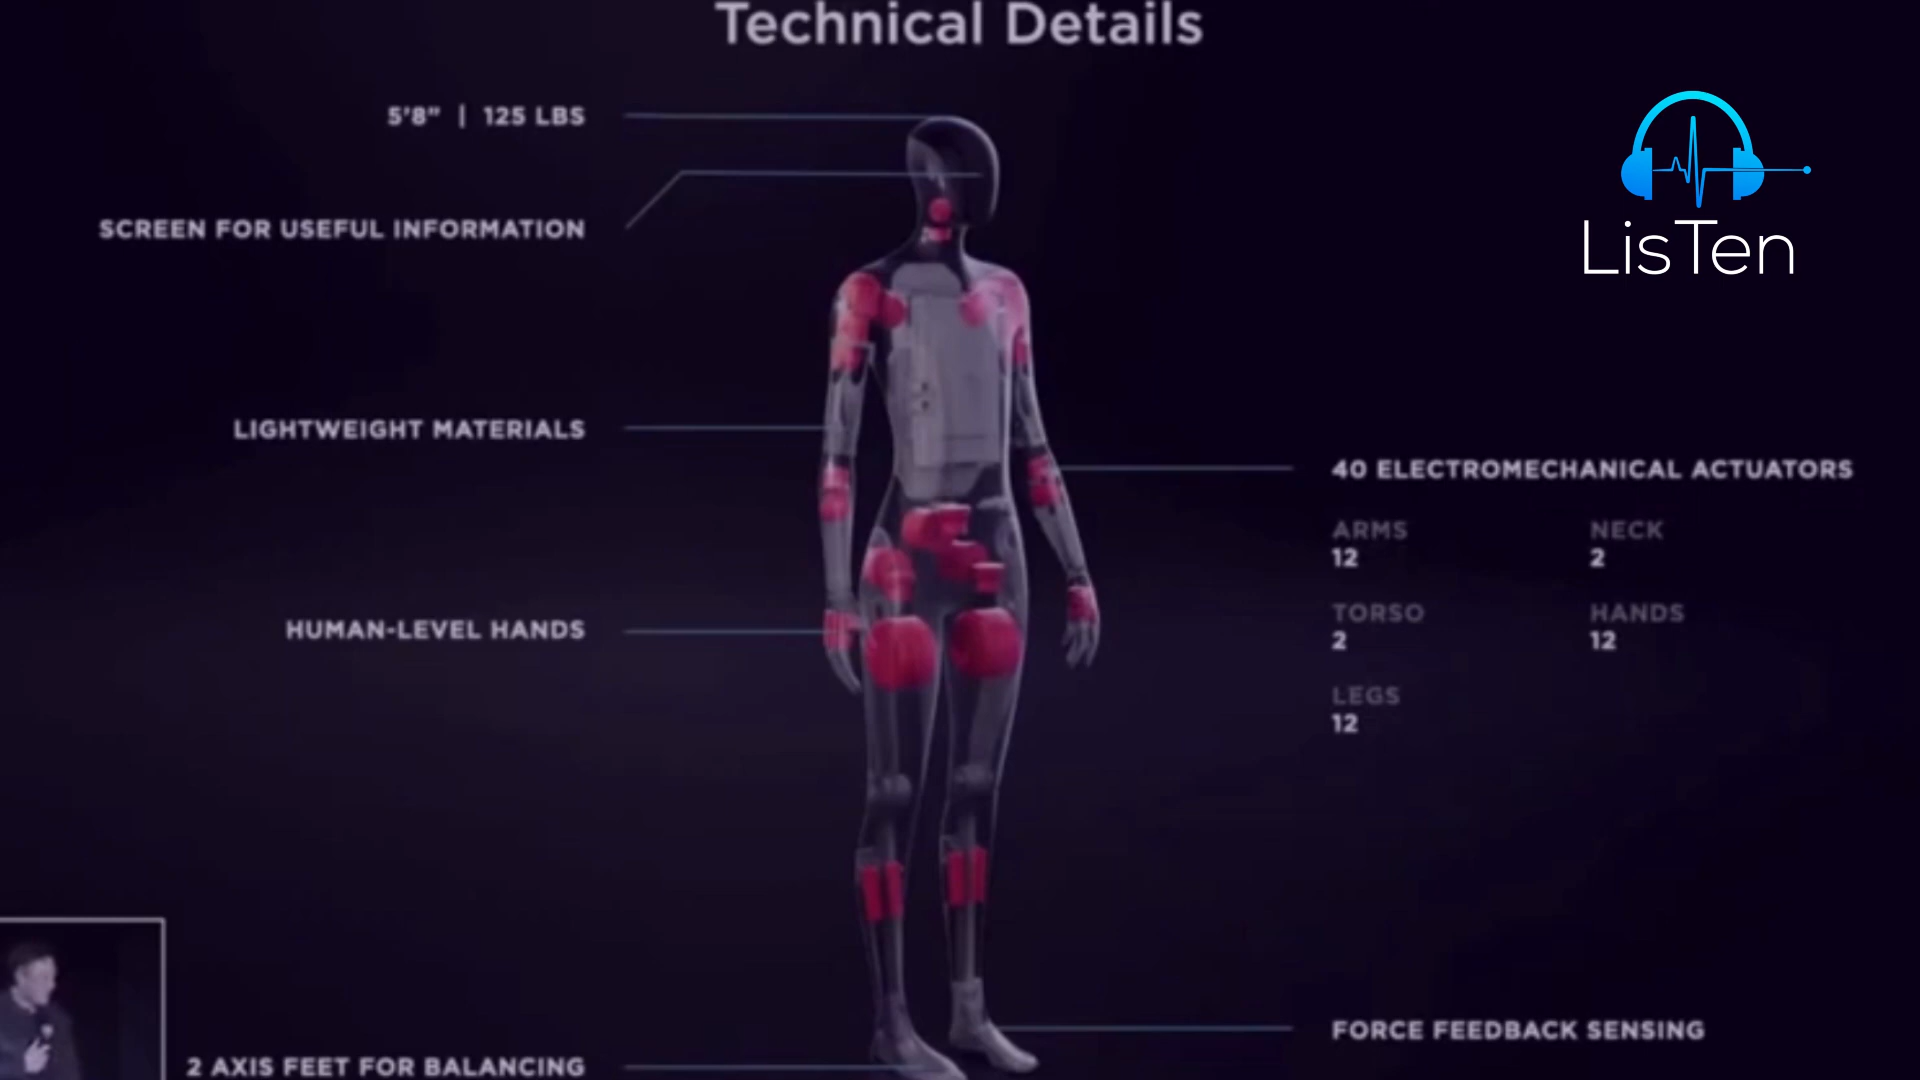 Technical Details
5'8" | 125 LBS
SCREEN FOR USEFUL INFORMATION
LIGHTWEIGHT MATERIALS
HUMAN-LEVEL HANDS
2 AXIS FEET FOR BALANCING
LisTen
40 ELECTROMECHANICAL ACTUATORS
ARMS
12
NECK
2
TORSO
2
HANDS
12
LEGS
12
FORCE FEEDBACK SENSING